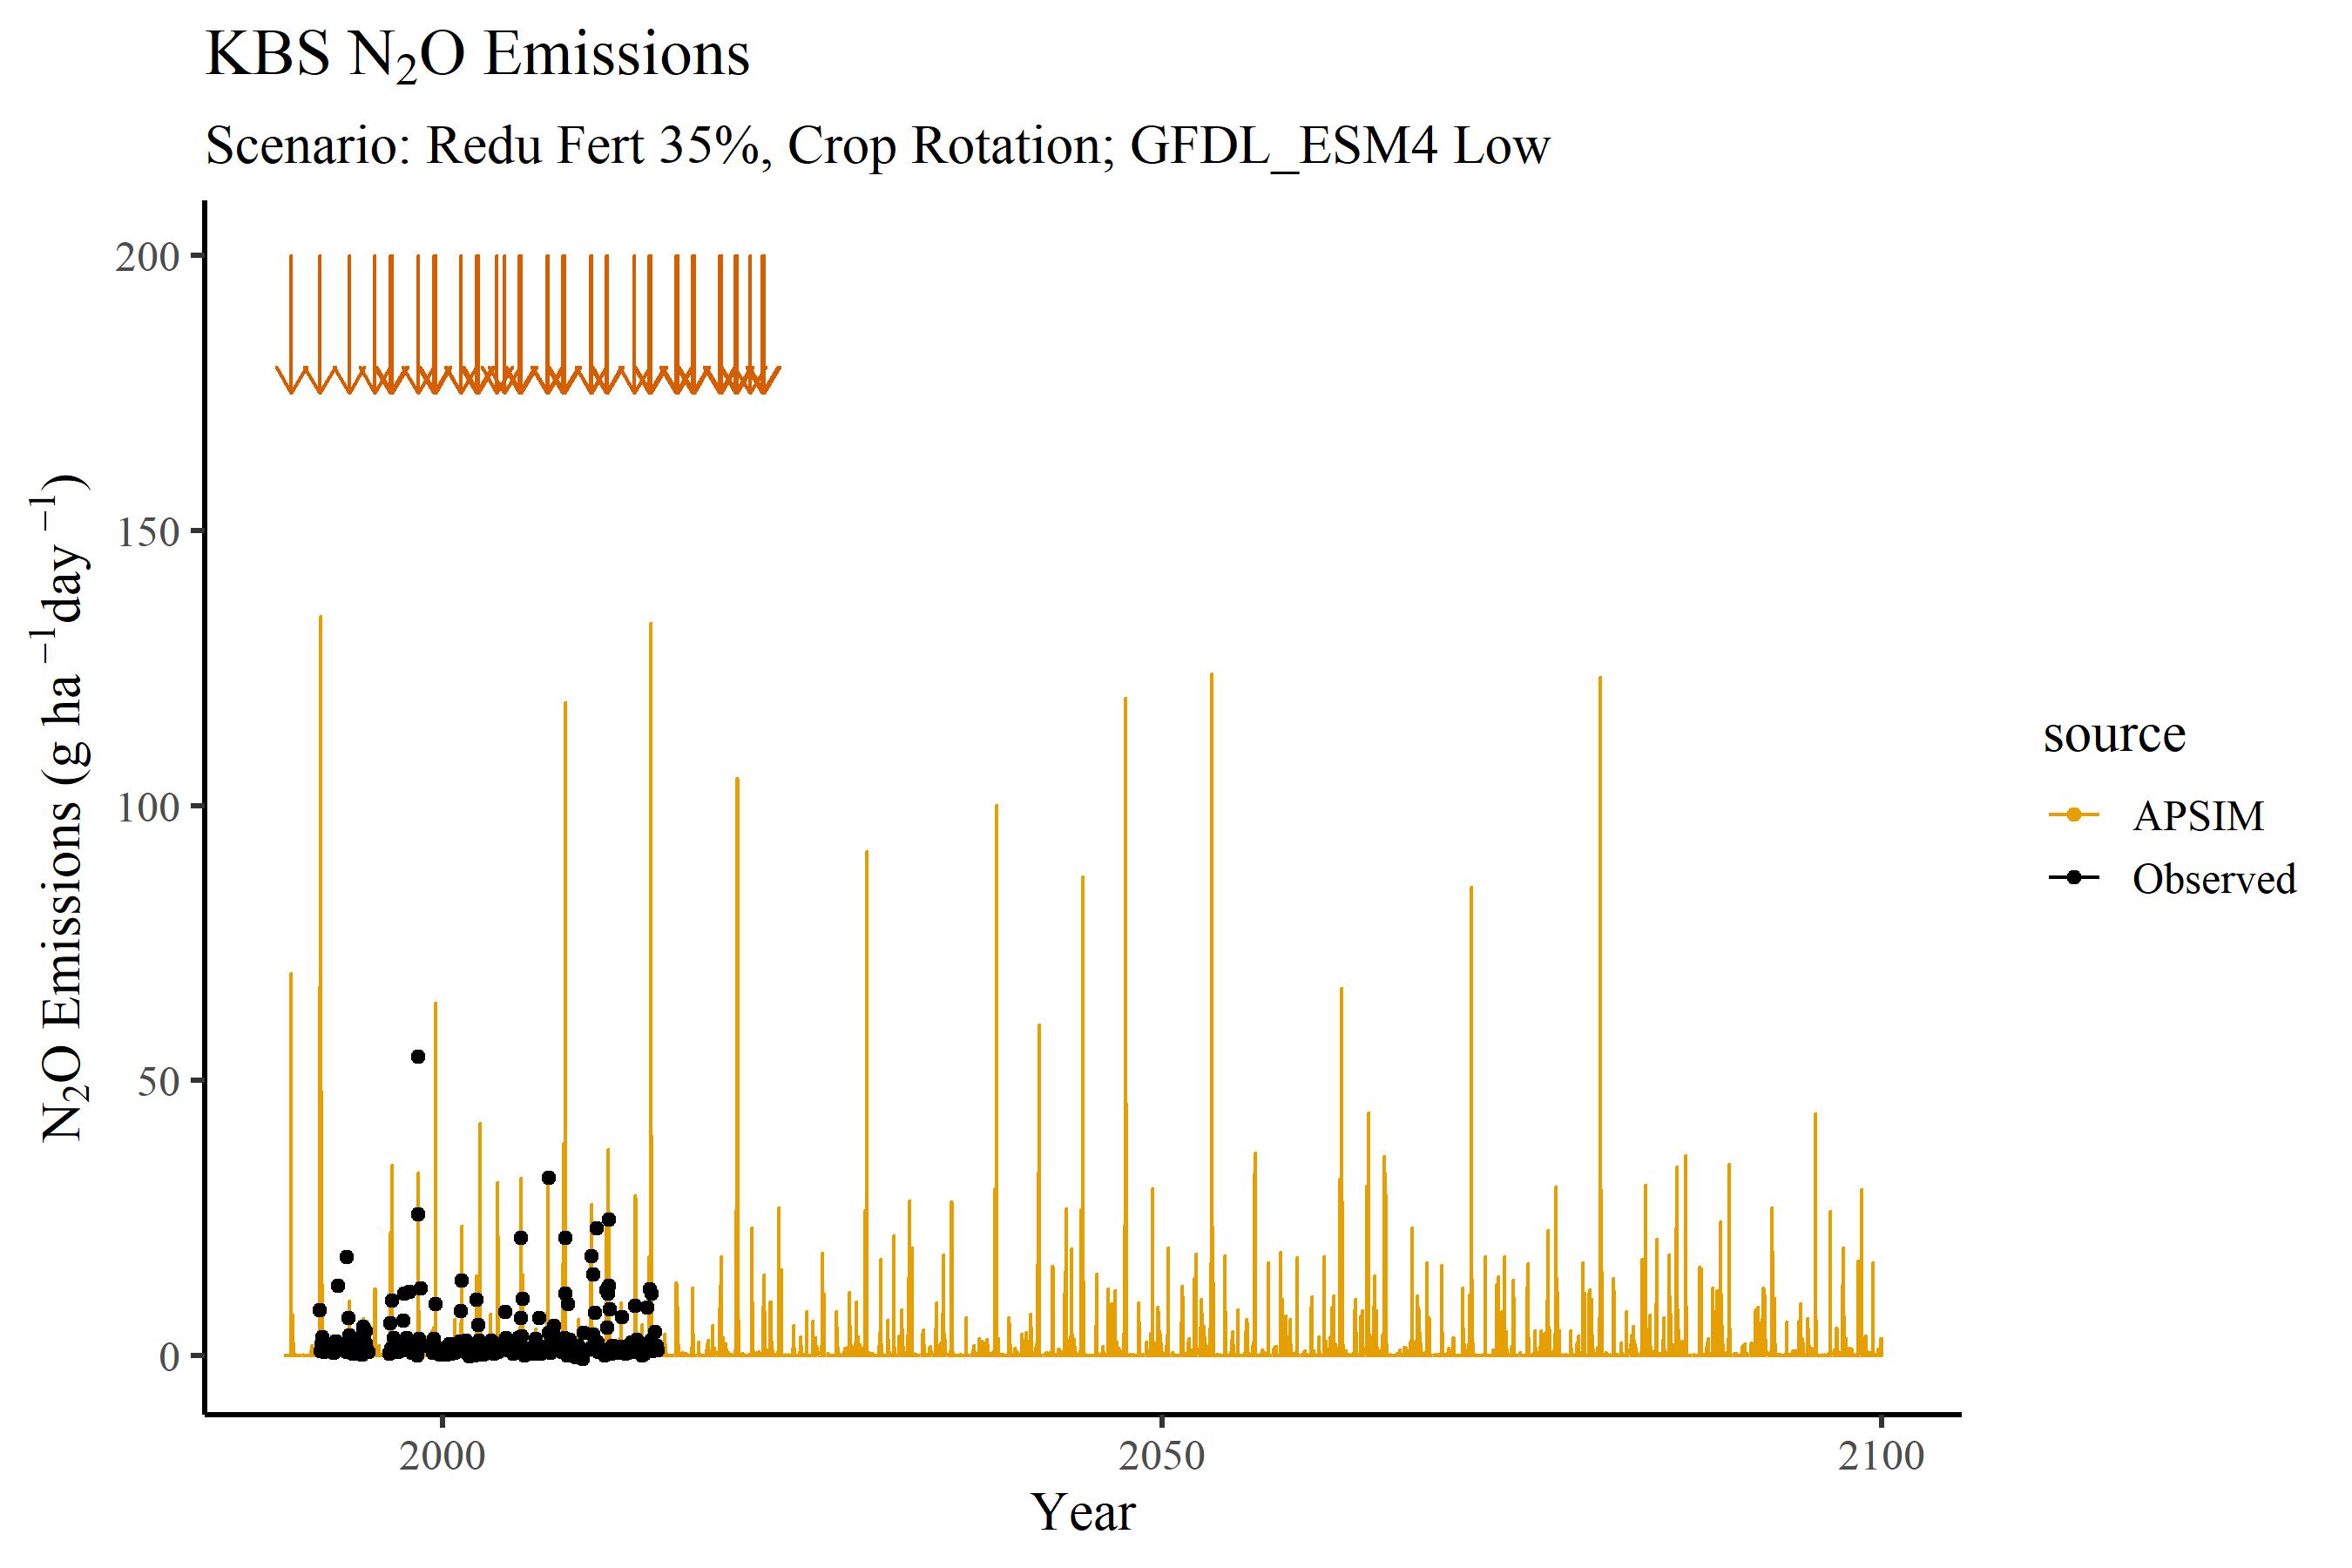 KBS N₂O Emissions
Scenario: Redu Fert 35%, Crop Rotation; GFDL_ESM4 Low
N₂O Emissions (g ha ⁻¹day ⁻¹)
200
150
100
50
0
2000
2050
2100
Year
source
APSIM
Observed